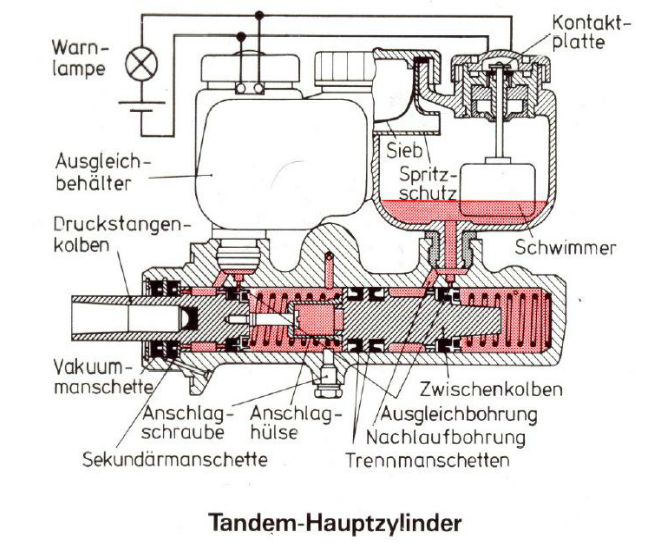 Warn-
lampe
Kontakt-
platte
Ausgleich-
behälter
Sieb
Spritz-
schutz
Druckstangen-
kolben
Schwimmer
Vakuum-
manschette
Zwischenkolben
Anschlag-
schraube
Anschlag-
hülse
Ausgleichbohrung
Nachlaufbohrung
Sekundärmanschette
Trennmanschetten
Tandem-Hauptzylinder